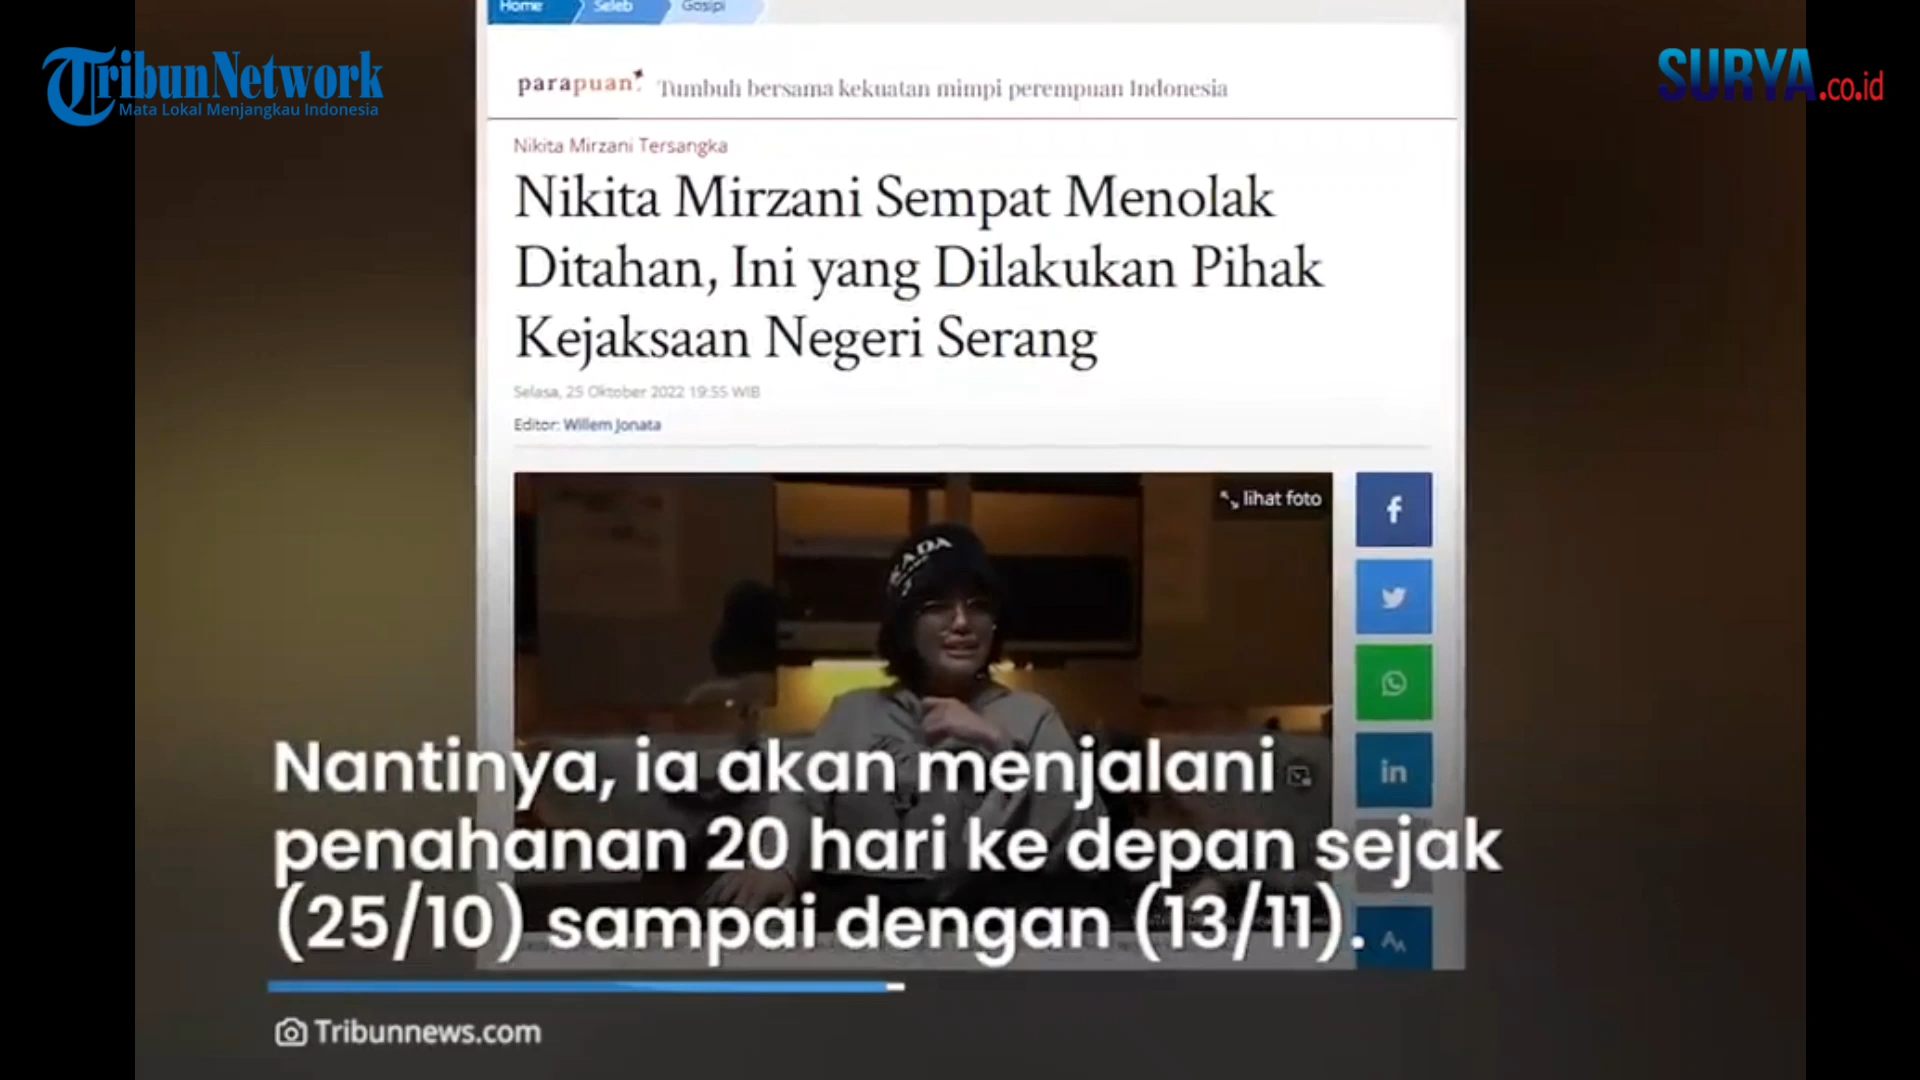 Home Seleb Gosipi
TribunNetwork
Mata Lokal Menjangkau Indonesia
SURYA.co.id
parapuan Tumbuh bersama kekuatan mimpi perempuan Indonesia
Nikita Mirzani Tersangka
Nikita Mirzani Sempat Menolak
Ditahan, Ini yang Dilakukan Pihak
Kejaksaan Negeri Serang
Selasa, 25 Oktober 2022 19:55 WIB
Editor: Willem Jonata
lihat foto
Nantinya, ia akan menjalani
penahanan 20 hari ke depan sejak
(25/10) sampai dengan (13/11).
Tribunnews.com